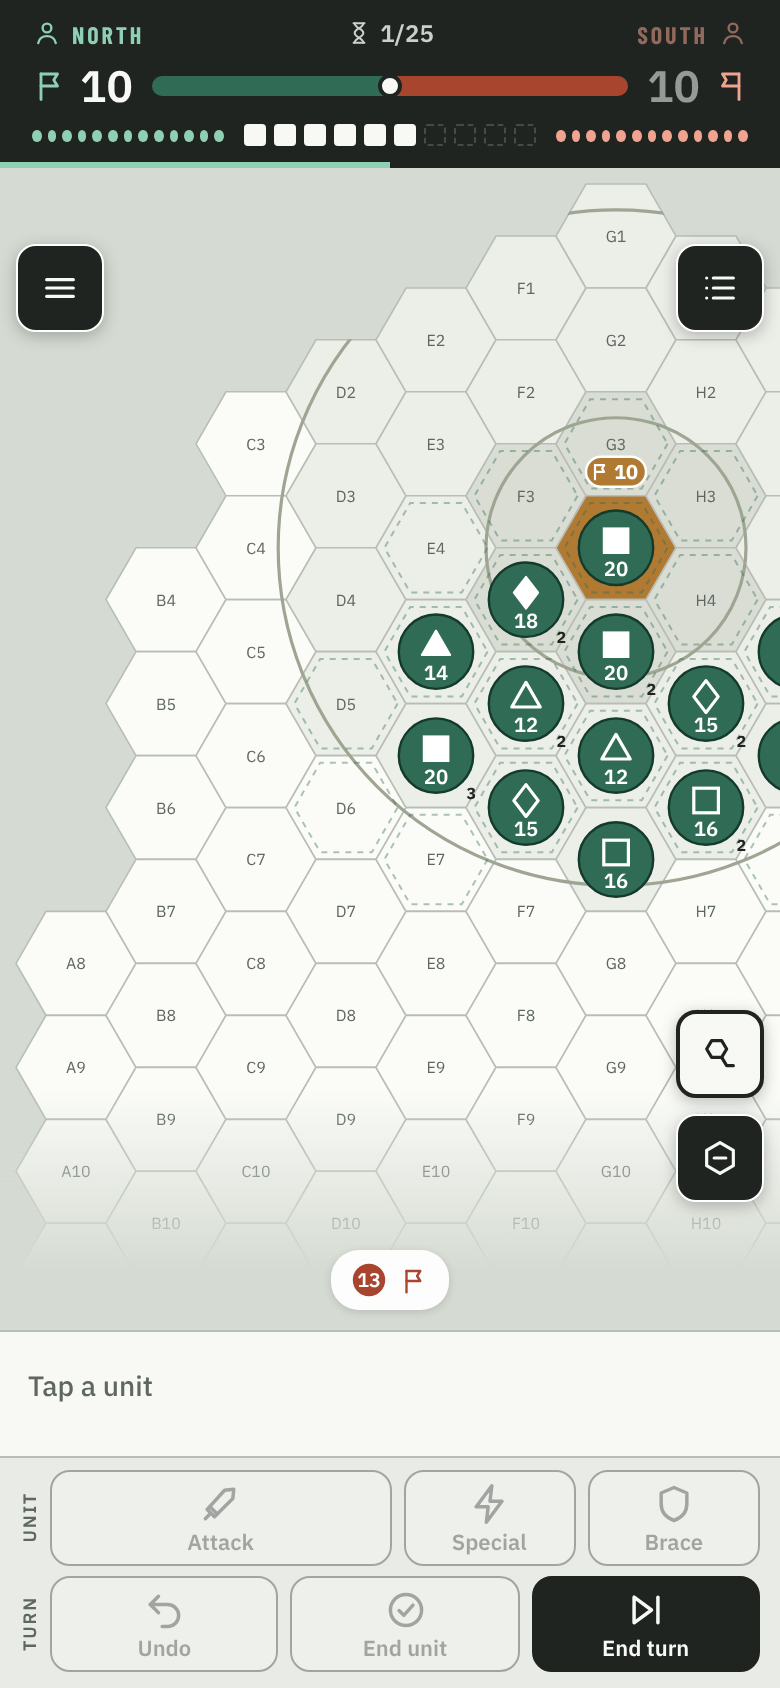 NORTH
1/25
SOUTH
10
10
G1
F1
E2
G2
D2
F2
H2
C3
E3
G3
10
D3
F3
H3
C4
E4
20
B4
D4
18
H4
2
C5
14
20
2
B5
D5
12
15
2
2
C6
20
12
3
B6
D6
15
16
2
C7
E7
16
B7
D7
F7
H7
A8
C8
E8
G8
B8
D8
F8
A9
C9
E9
G9
B9
D9
F9
A10
C10
E10
G10
B10
D10
F10
H10
13
Tap a unit
UNIT
Attack
Special
Brace
TURN
Undo
End unit
End turn